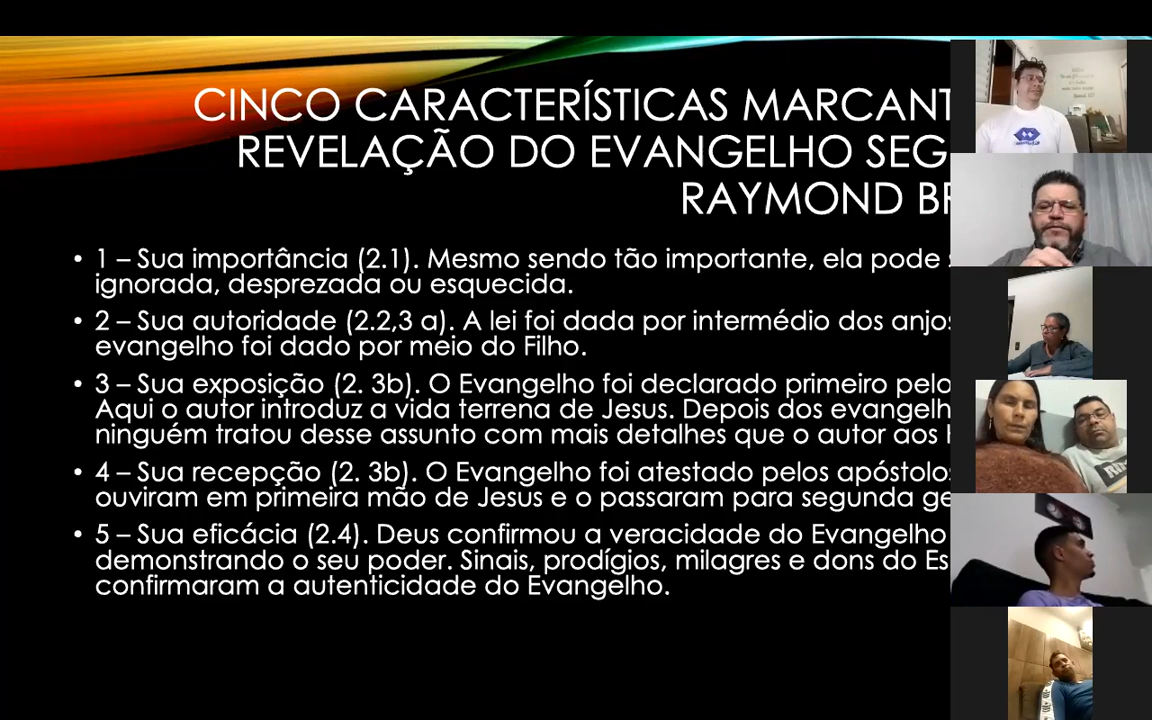 CINCO CARACTERÍSTICAS MARCANT
REVELAÇÃO DO EVANGELHO SEG
RAYMOND BR
• 1 – Sua importância (2.1). Mesmo sendo tão importante, ela pode s
ignorada, desprezada ou esquecida.
• 2 – Sua autoridade (2.2,3 a). A lei foi dada por intermédio dos anjos
evangelho foi dado por meio do Filho.
• 3 – Sua exposição (2. 3b). O Evangelho foi declarado primeiro pelo
Aqui o autor introduz a vida terrena de Jesus. Depois dos evangelh
ninguém tratou desse assunto com mais detalhes que o autor aos H
• 4 – Sua recepção (2. 3b). O Evangelho foi atestado pelos apóstolos
ouviram em primeira mão de Jesus e o passaram para segunda ge
• 5 – Sua eficácia (2.4). Deus confirmou a veracidade do Evangelho
demonstrando o seu poder. Sinais, prodígios, milagres e dons do Es
confirmaram a autenticidade do Evangelho.